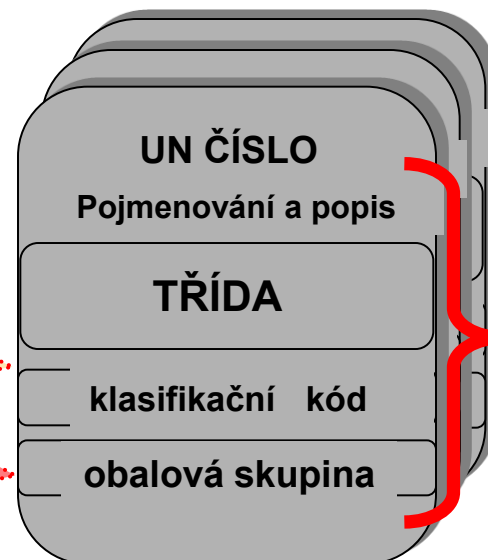 UN ČÍSLO
Pojmenování a popis
TŘÍDA
klasifikační kód
obalová skupina